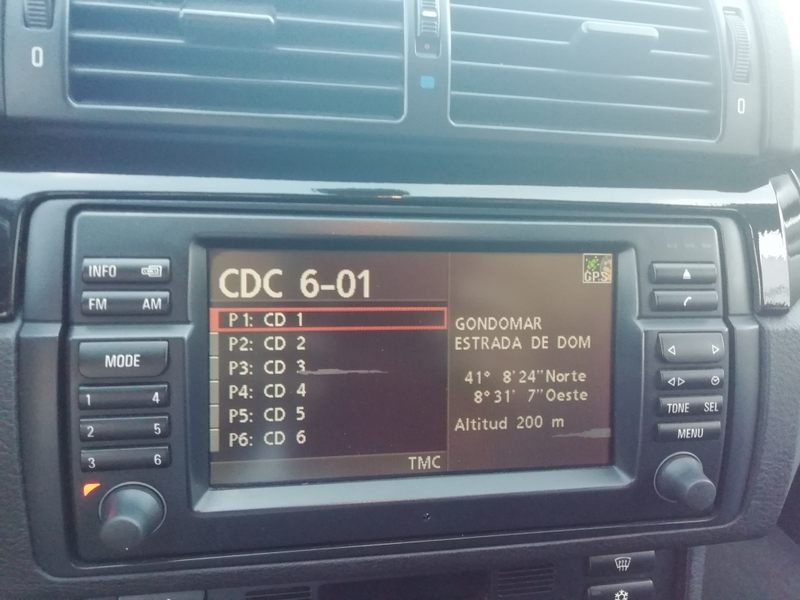 0
0
INFO
FM AM
MODE
1 4
2 5
3 6
CDC 6-01
P1: CD 1
P2: CD 2
P3: CD 3
P4: CD 4
P5: CD 5
P6: CD 6
TMC
GPS
GONDOMAR
ESTRADA DE DOM
41° 8'24"Norte
8°31' 7"Oeste
Altitud 200 m
TONE SEL
MENU